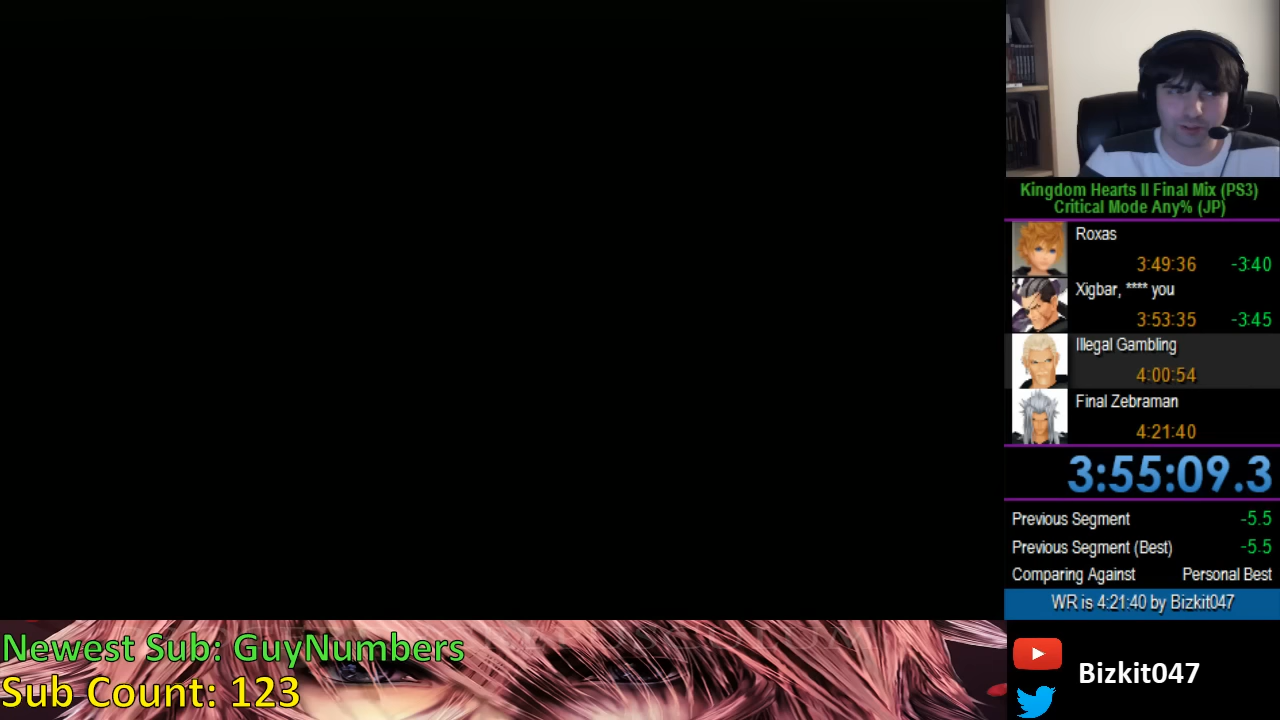 Kingdom Hearts II Final Mix (PS3)
Critical Mode Any% (JP)
Roxas
3:49:36 -3:40
Xigbar, **** you
3:53:35 -3:45
Illegal Gambling
4:00:54
Final Zebraman
4:21:40
3:55:09.3
Previous Segment -5.5
Previous Segment (Best) -5.5
Comparing Against Personal Best
WR is 4:21:40 by Bizkit047
Newest Sub: GuyNumbers
Sub Count: 123
Bizkit047